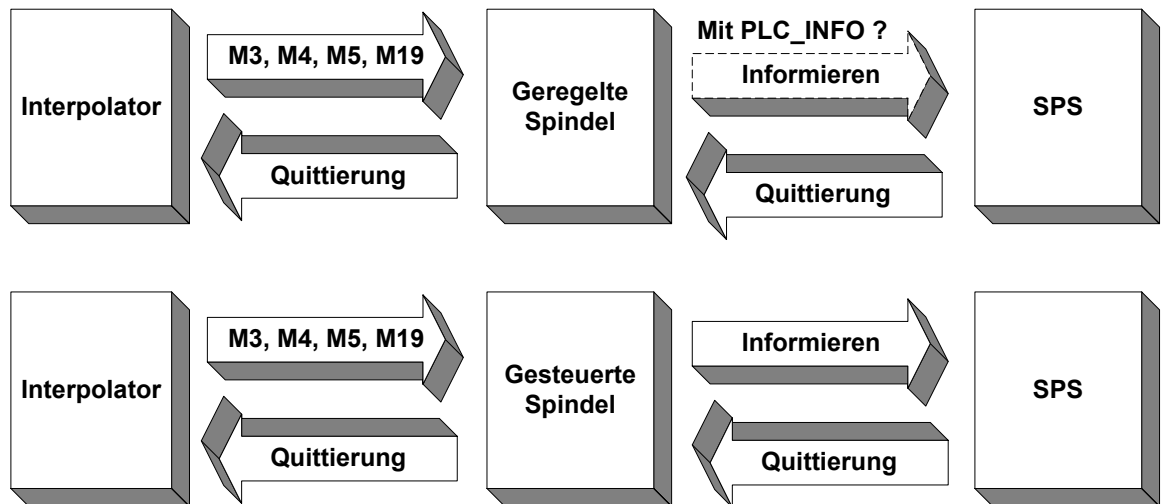 Mit PLC_INFO ?
M3, M4, M5, M19
Informieren
Interpolator
Geregelte
Spindel
SPS
Quittierung
Quittierung
M3, M4, M5, M19
Informieren
Interpolator
Gesteuerte
Spindel
SPS
Quittierung
Quittierung